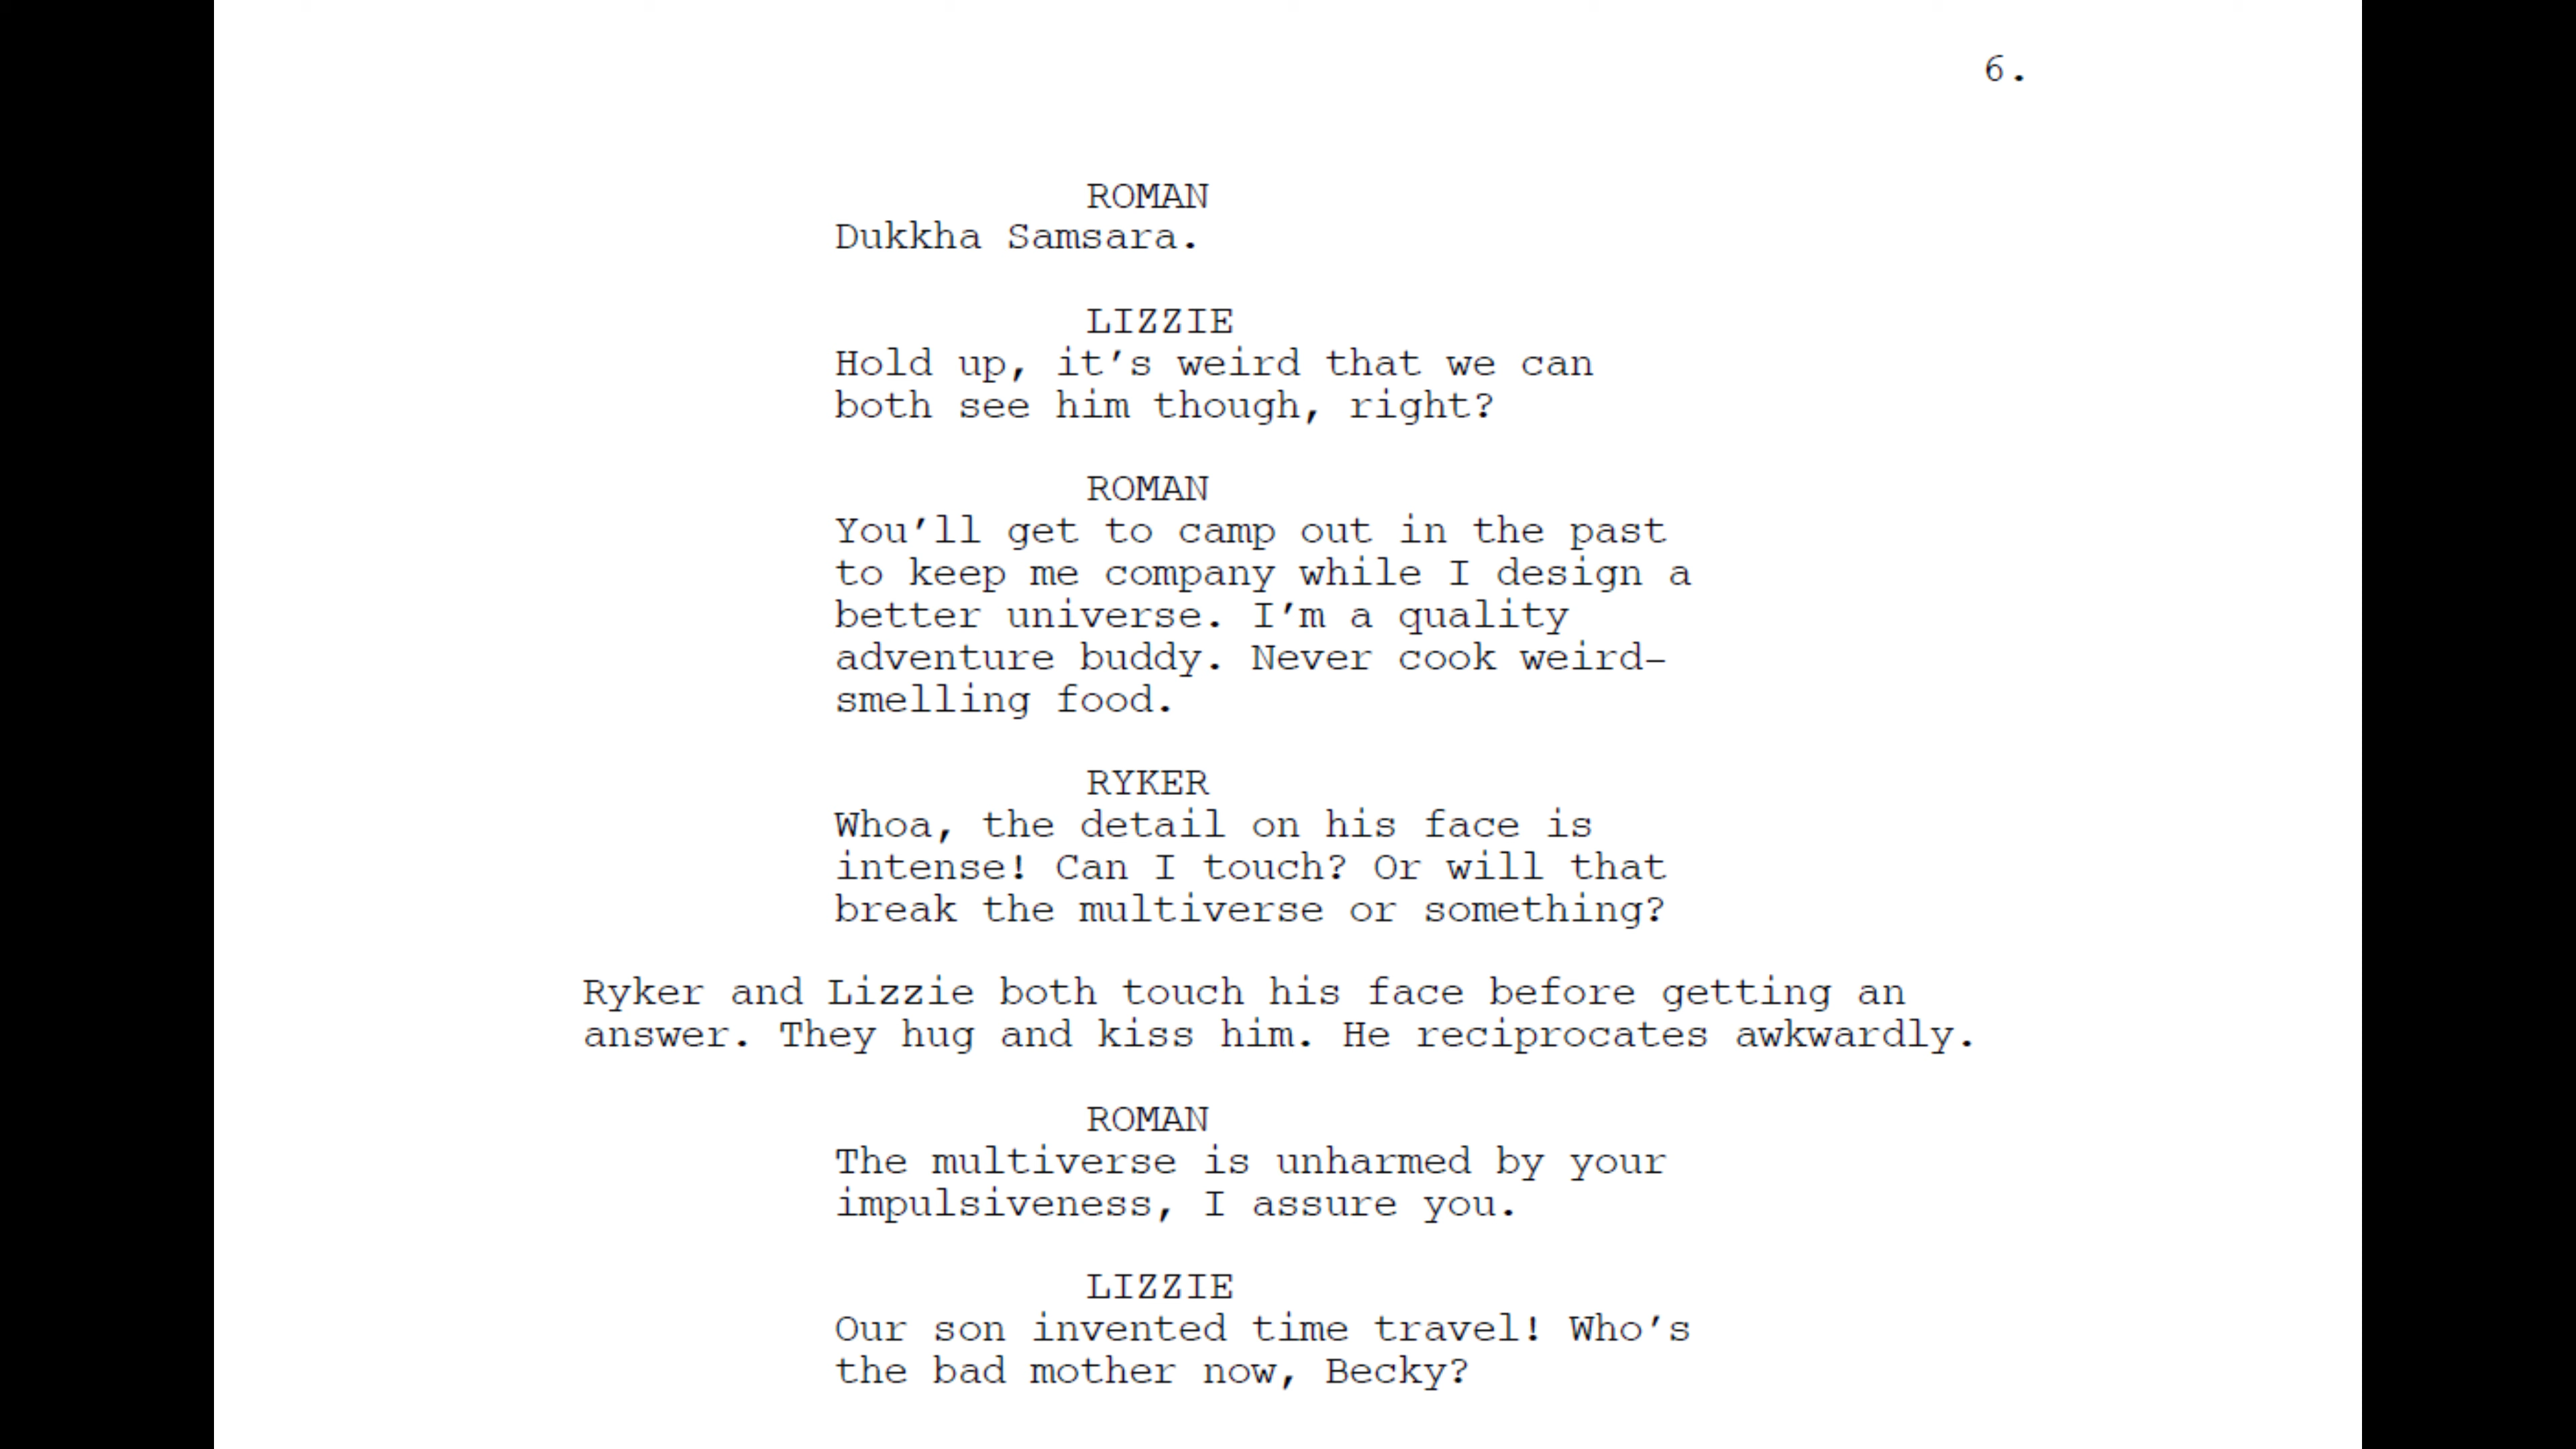 6.
ROMAN
Dukkha Samsara.
LIZZIE
Hold up, it’s weird that we can
both see him though, right?
ROMAN
You’ll get to camp out in the past
to keep me company while I design a
better universe. I’m a quality
adventure buddy. Never cook weird-
smelling food.
RYKER
Whoa, the detail on his face is
intense! Can I touch? Or will that
break the multiverse or something?
Ryker and Lizzie both touch his face before getting an
answer. They hug and kiss him. He reciprocates awkwardly.
ROMAN
The multiverse is unharmed by your
impulsiveness, I assure you.
LIZZIE
Our son invented time travel! Who’s
the bad mother now, Becky?